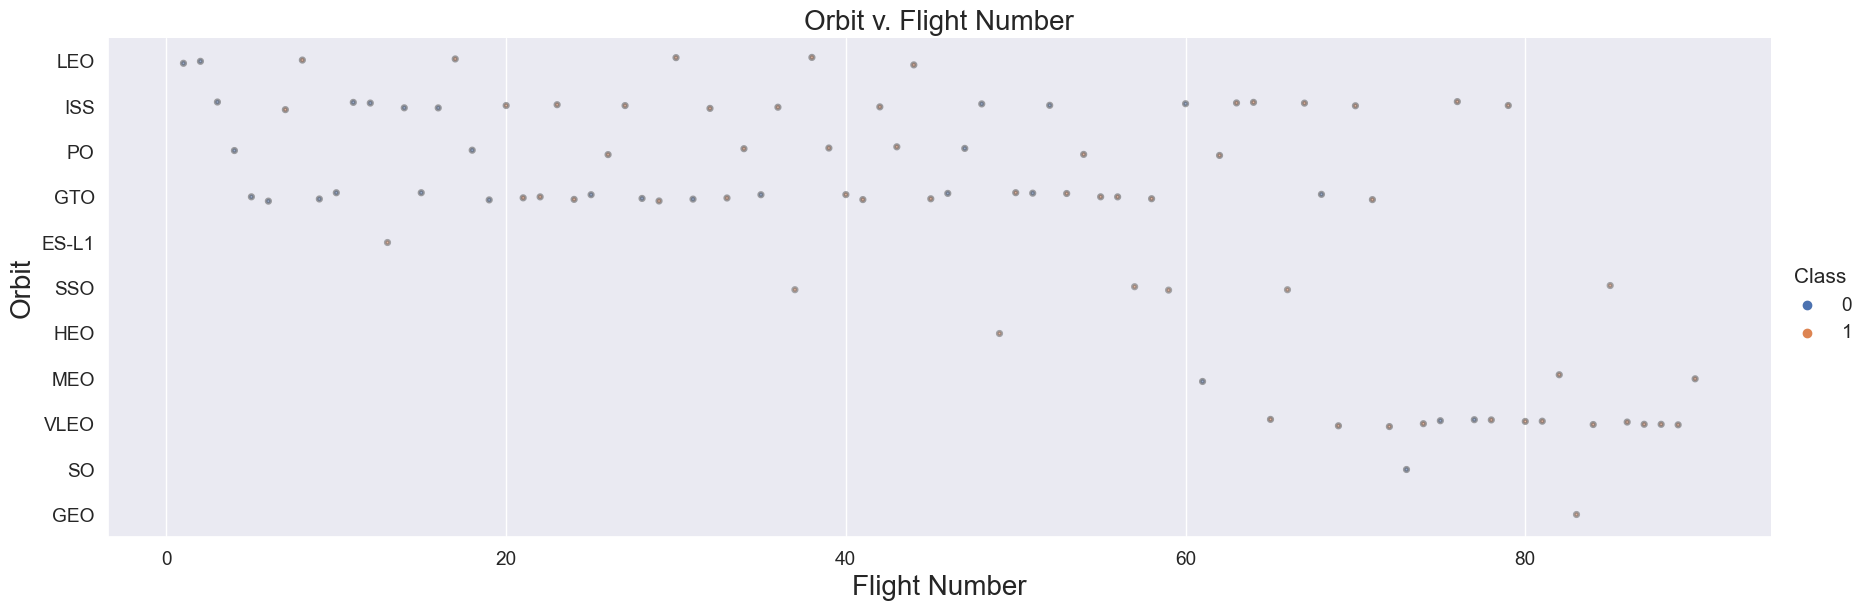 Orbit v. Flight Number
LEO
ISS
PO
GTO
ES-L1
SSO
HEO
MEO
VLEO
SO
GEO
Orbit
0 20 40 60 80
Flight Number
Class
0
1